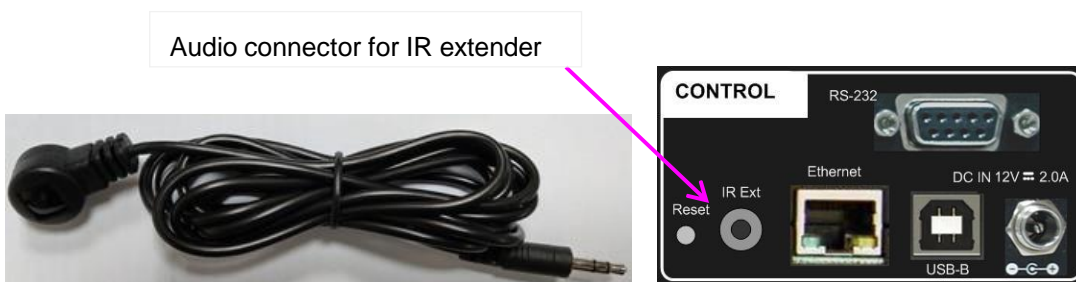 Audio connector for IR extender
CONTROL
RS-232
Ethernet
DC IN 12V ⎓ 2.0A
IR Ext
Reset
USB-B